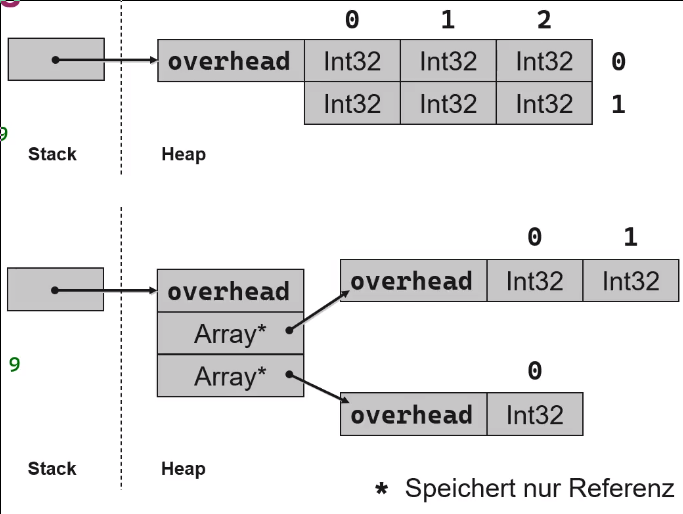 0 1 2
overhead Int32 Int32 Int32 0
Int32 Int32 Int32 1
9
Stack Heap
0 1
overhead Int32 Int32
overhead
Array*
Array*
9
0
overhead Int32
Stack Heap
* Speichert nur Referenz